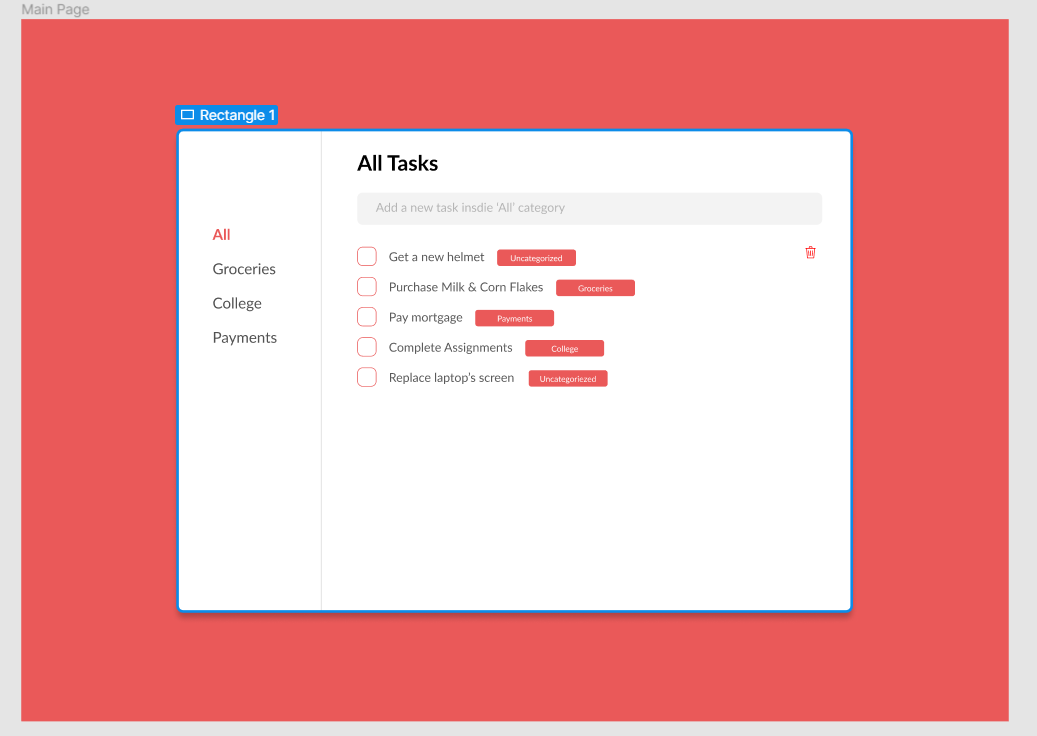 Main Page
Rectangle 1
All Tasks
Add a new task insdie 'All' category
All
Groceries
College
Payments
Get a new helmet Uncategorized
Purchase Milk & Corn Flakes Groceries
Pay mortgage Payments
Complete Assignments College
Replace laptop's screen Uncategoriezed